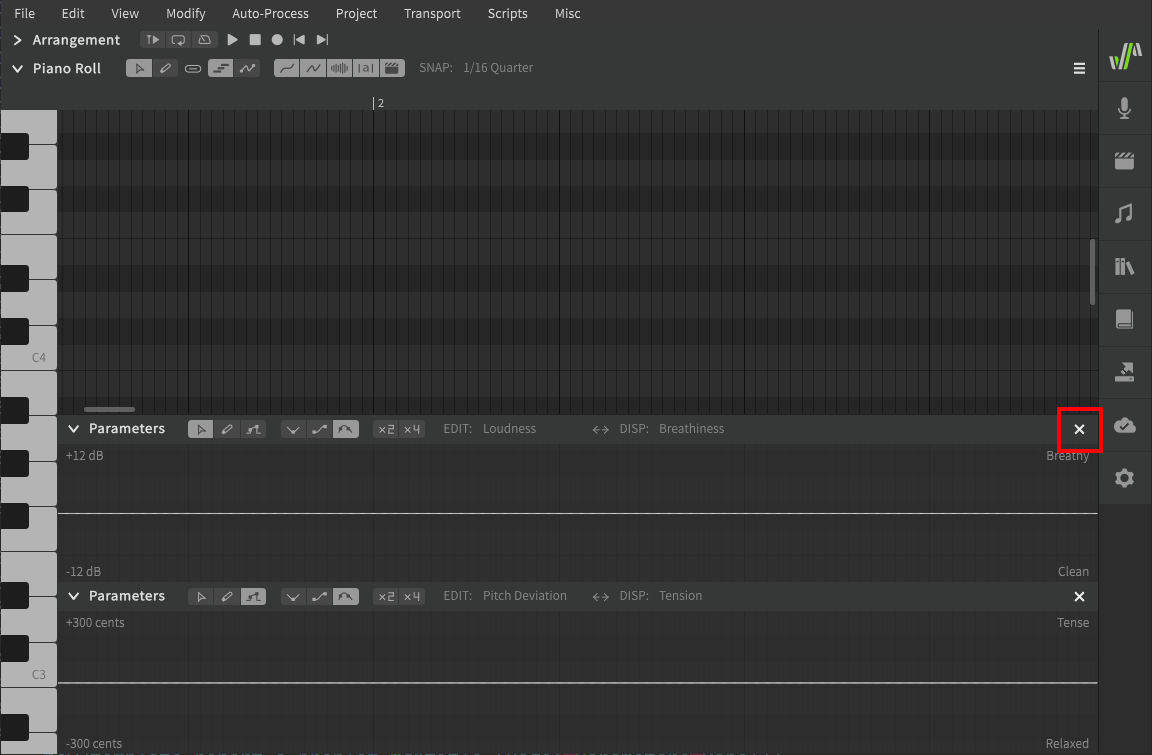 File Edit View Modify Auto-Process Project Transport Scripts Misc
Arrangement
Piano Roll |a| SNAP: 1/16 Quarter
2
C4
Parameters ×2 ×4 EDIT: Loudness DISP: Breathiness
+12 dB Breathy
-12 dB Clean
Parameters ×2 ×4 EDIT: Pitch Deviation DISP: Tension
+300 cents Tense
C3
-300 cents Relaxed